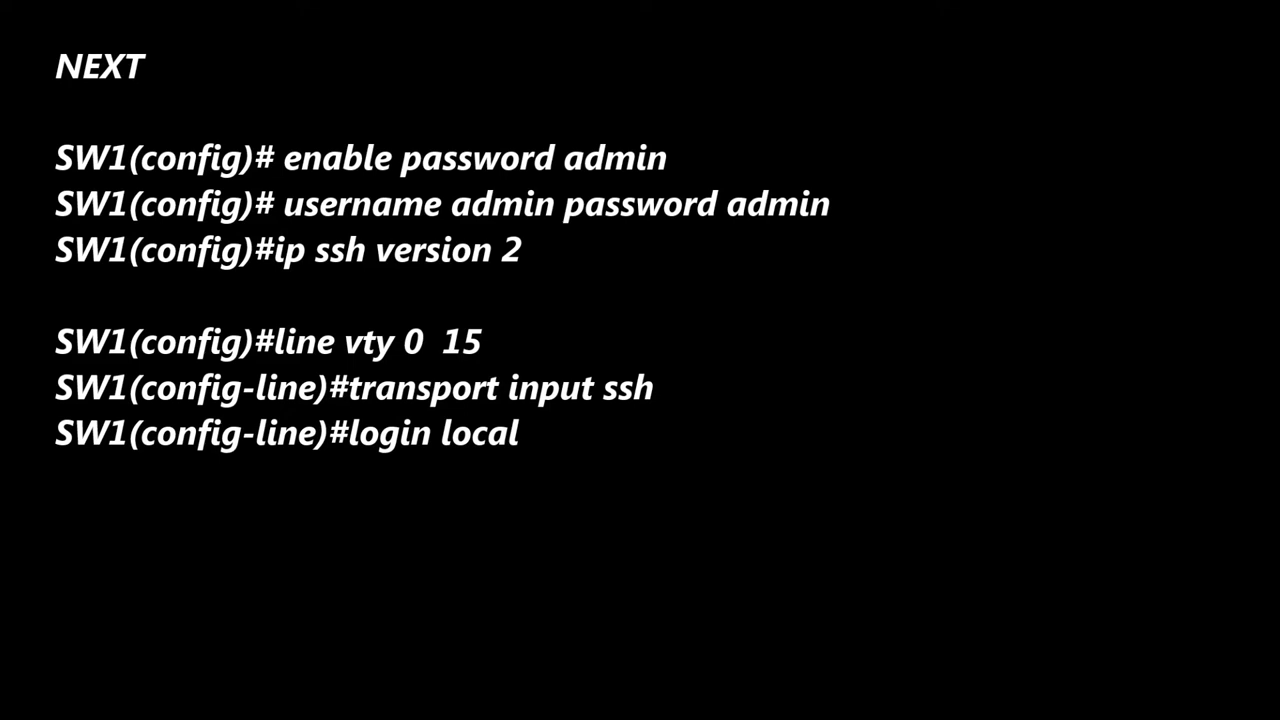 NEXT
SW1(config)# enable password admin
SW1(config)# username admin password admin
SW1(config)#ip ssh version 2
SW1(config)#line vty 0  15
SW1(config-line)#transport input ssh
SW1(config-line)#login local